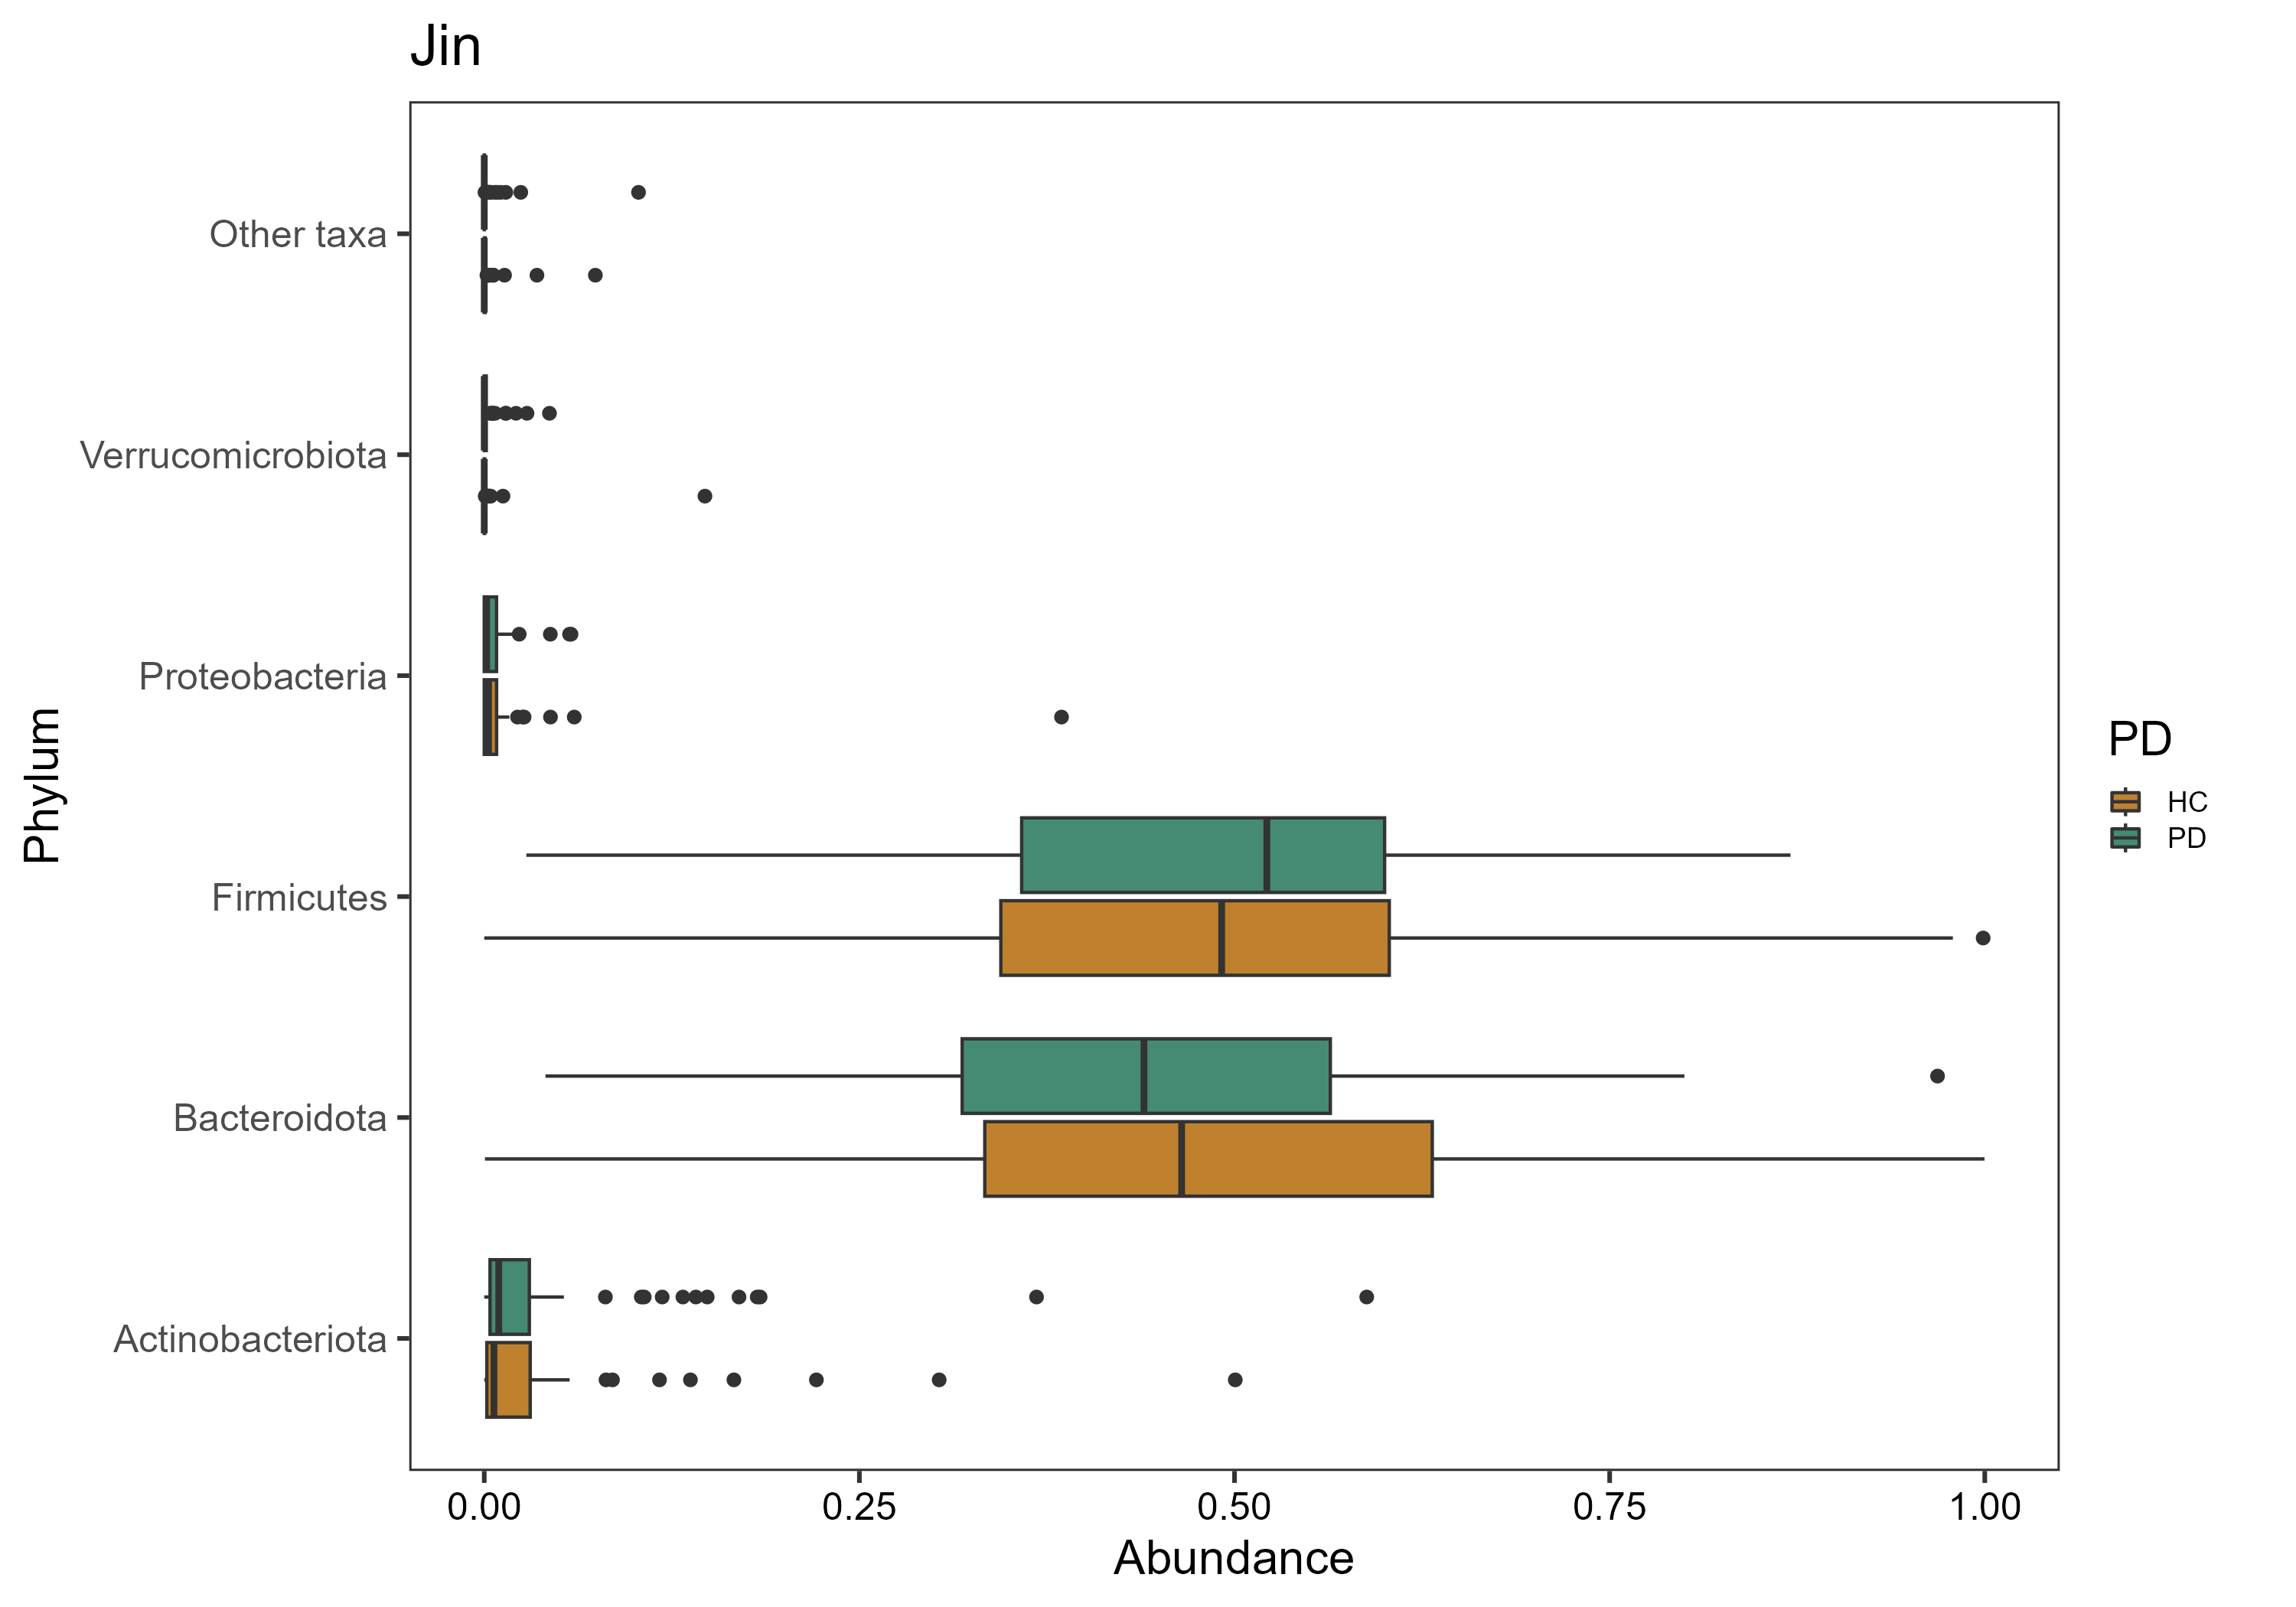 Jin
Other taxa
Verrucomicrobiota
Proteobacteria
Firmicutes
Bacteroidota
Actinobacteriota
Phylum
0.00 0.25 0.50 0.75 1.00
Abundance
PD
HC
PD